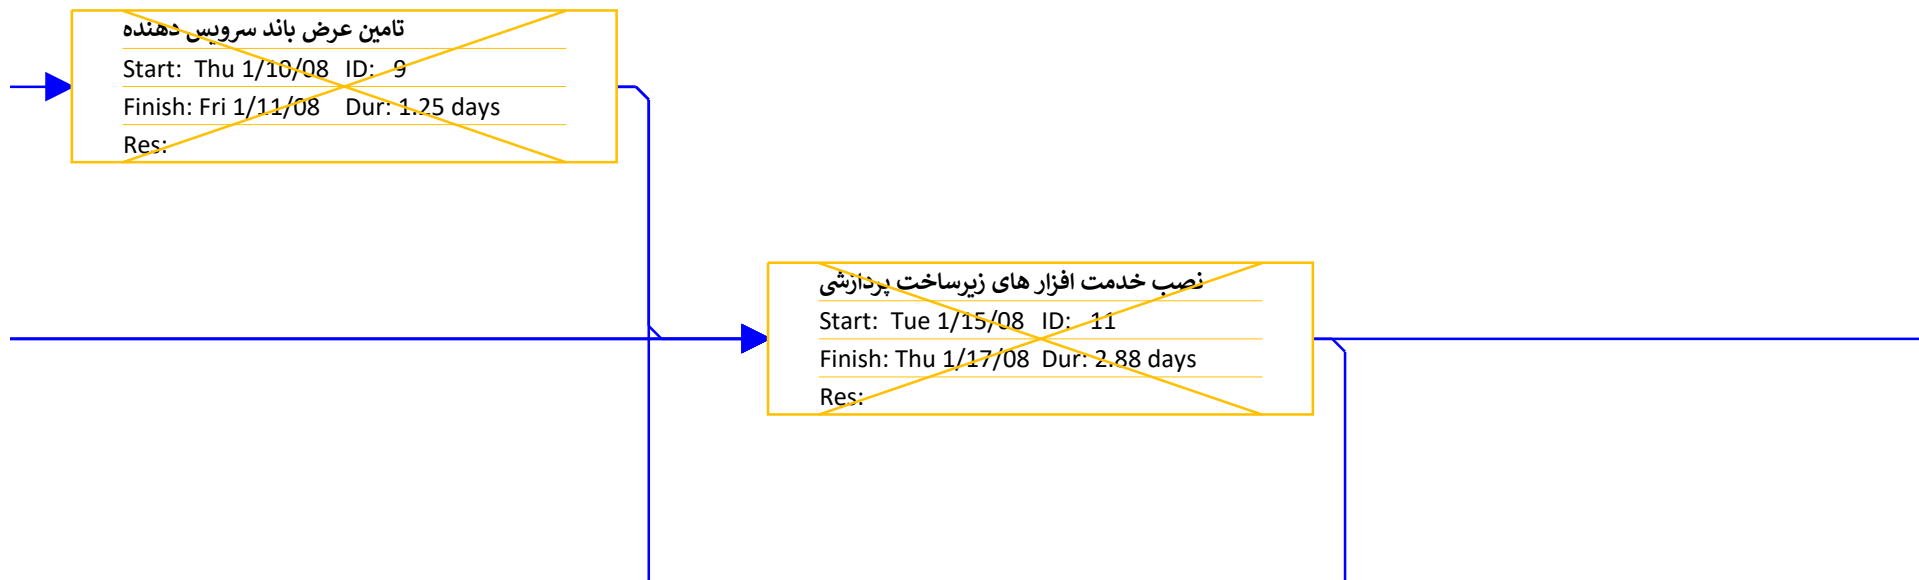 تامین عرض باند سرویس دهنده
Start: Thu 1/10/08 ID: 9
Finish: Fri 1/11/08 Dur: 1.25 days
Res:
نصب خدمت افزار های زیرساخت پردازشی
Start: Tue 1/15/08 ID: 11
Finish: Thu 1/17/08 Dur: 2.88 days
Res: